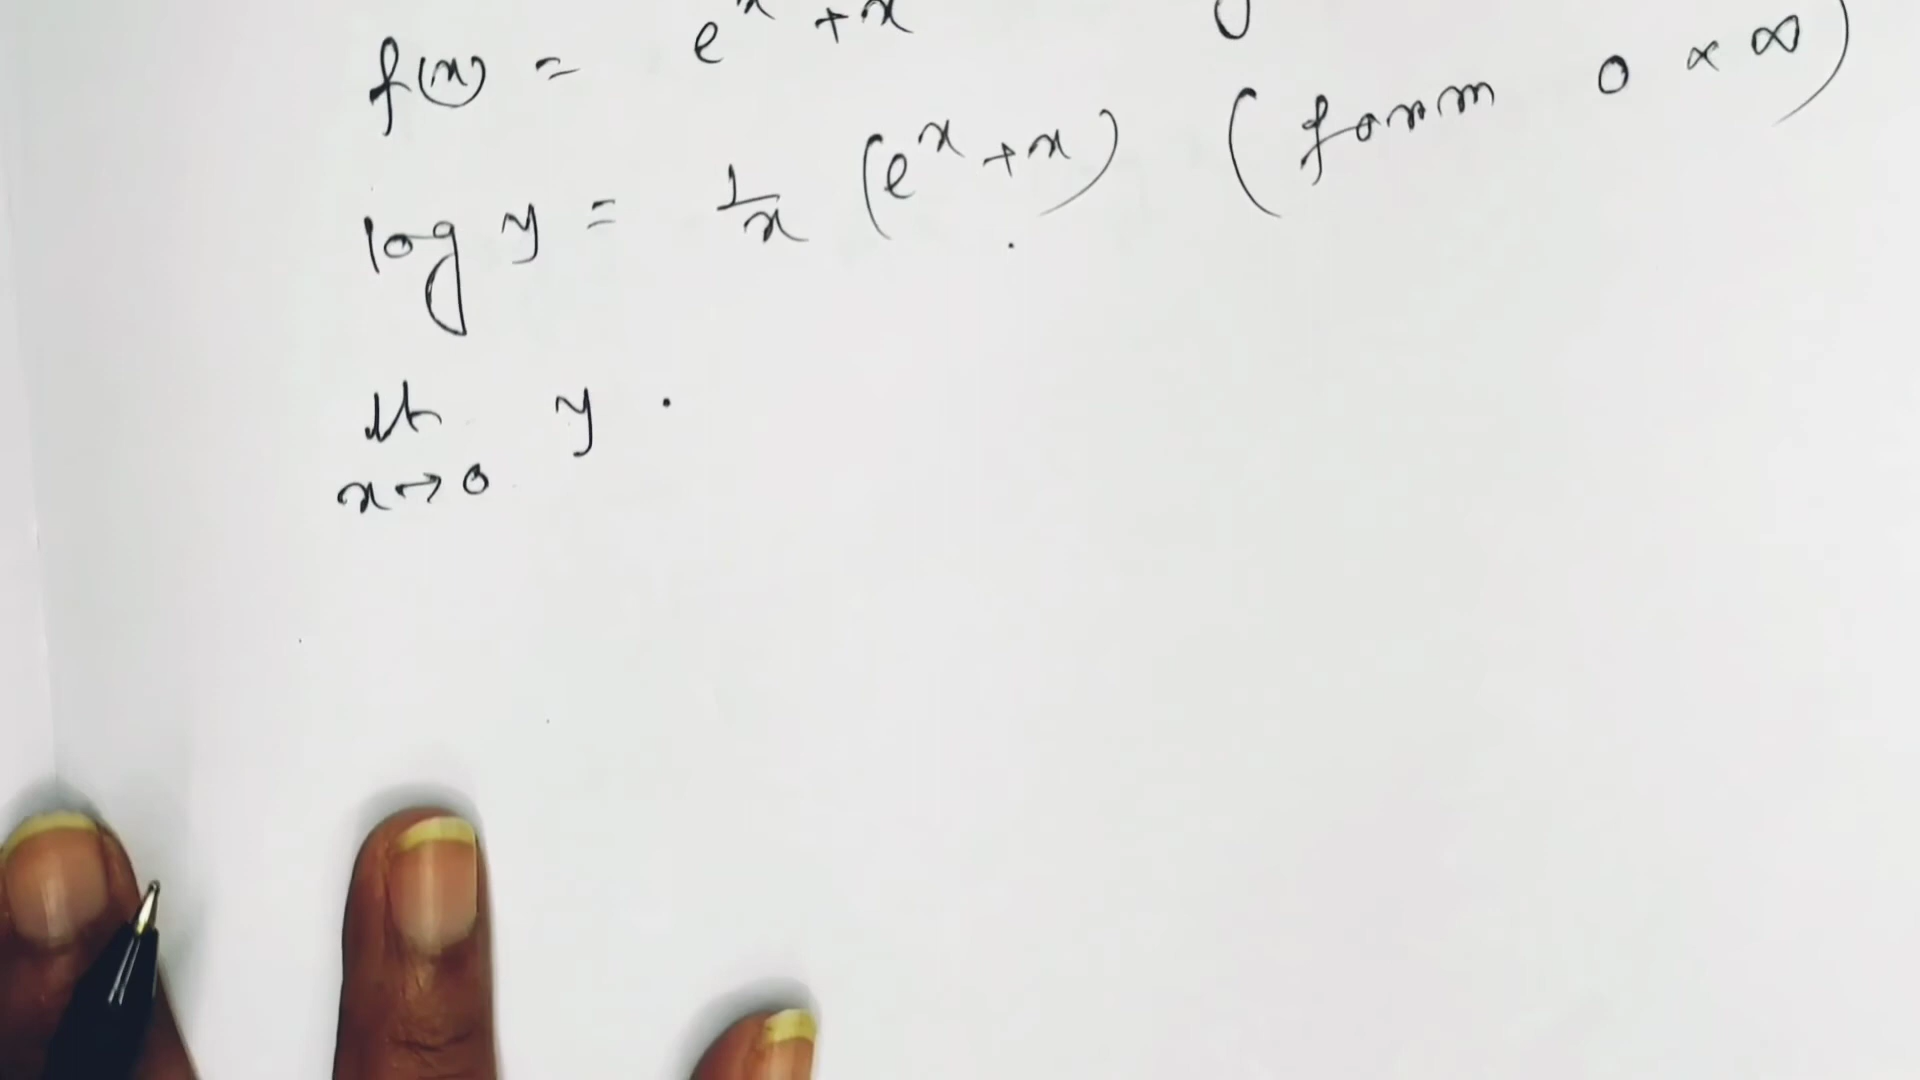 f(x) = e^x + x
log y = 1/x (e^x + x) (form 0 × ∞)
lt y .
x→0